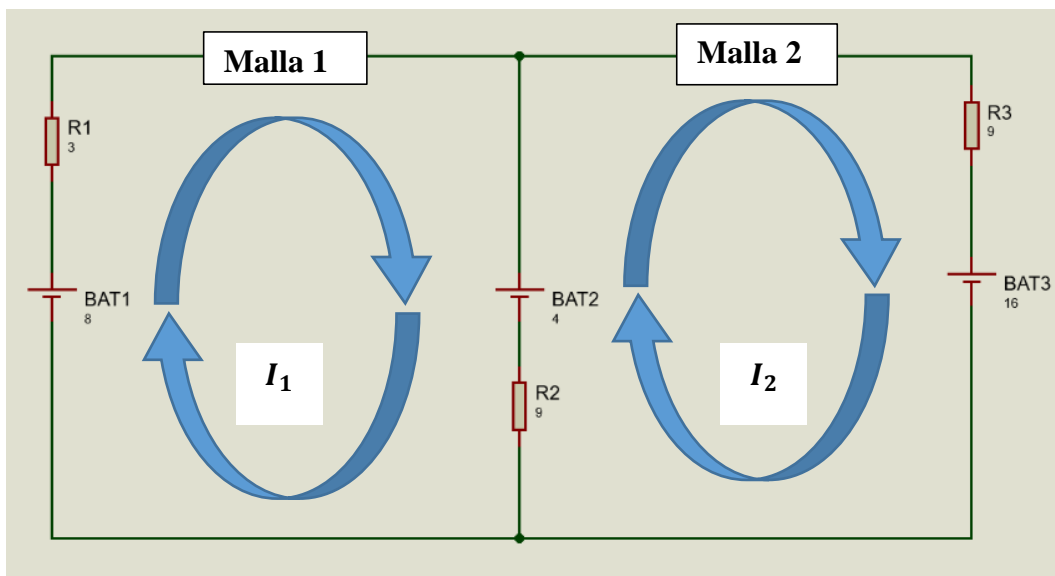 Malla 1
Malla 2
R1
3
R3
9
BAT1
8
BAT2
4
BAT3
16
I₁
R2
9
I₂